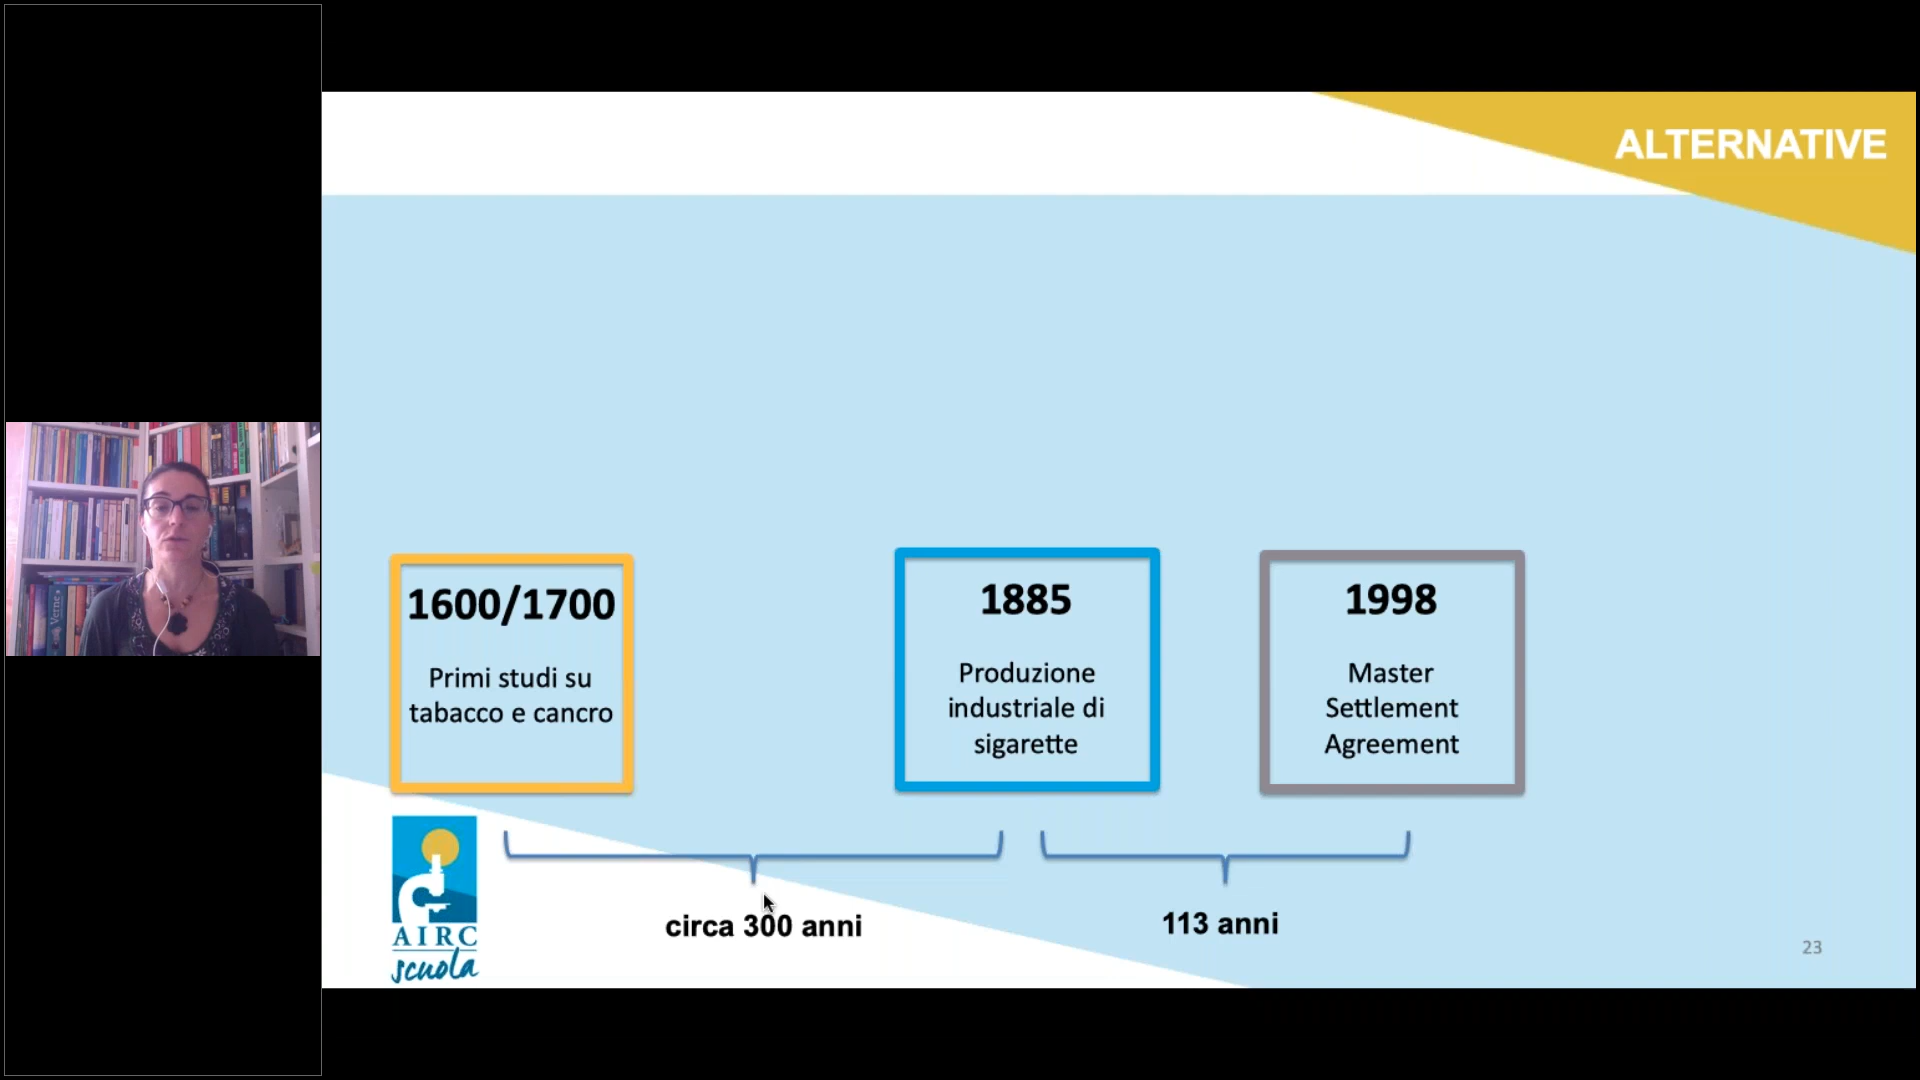 ALTERNATIVE
1600/1700
Primi studi su
tabacco e cancro
1885
Produzione
industriale di
sigarette
1998
Master
Settlement
Agreement
circa 300 anni
113 anni
AIRC
scuola
23
Verne